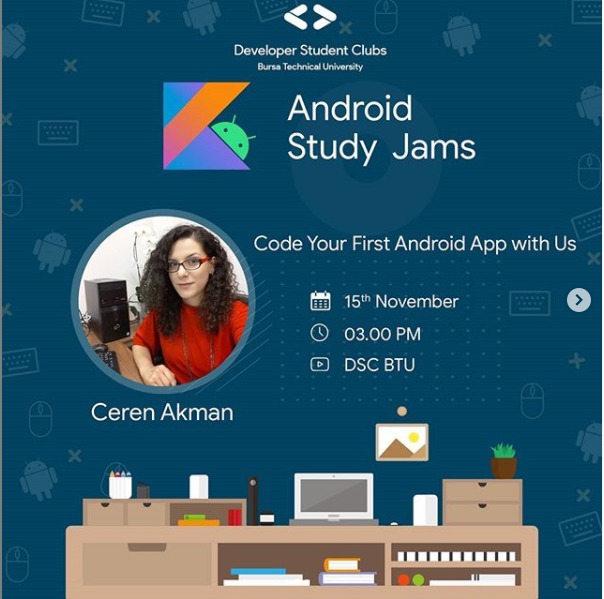 Developer Student Clubs
Bursa Technical University
Android
Study Jams
Code Your First Android App with Us
15th November
03.00 PM
DSC BTU
Ceren Akman